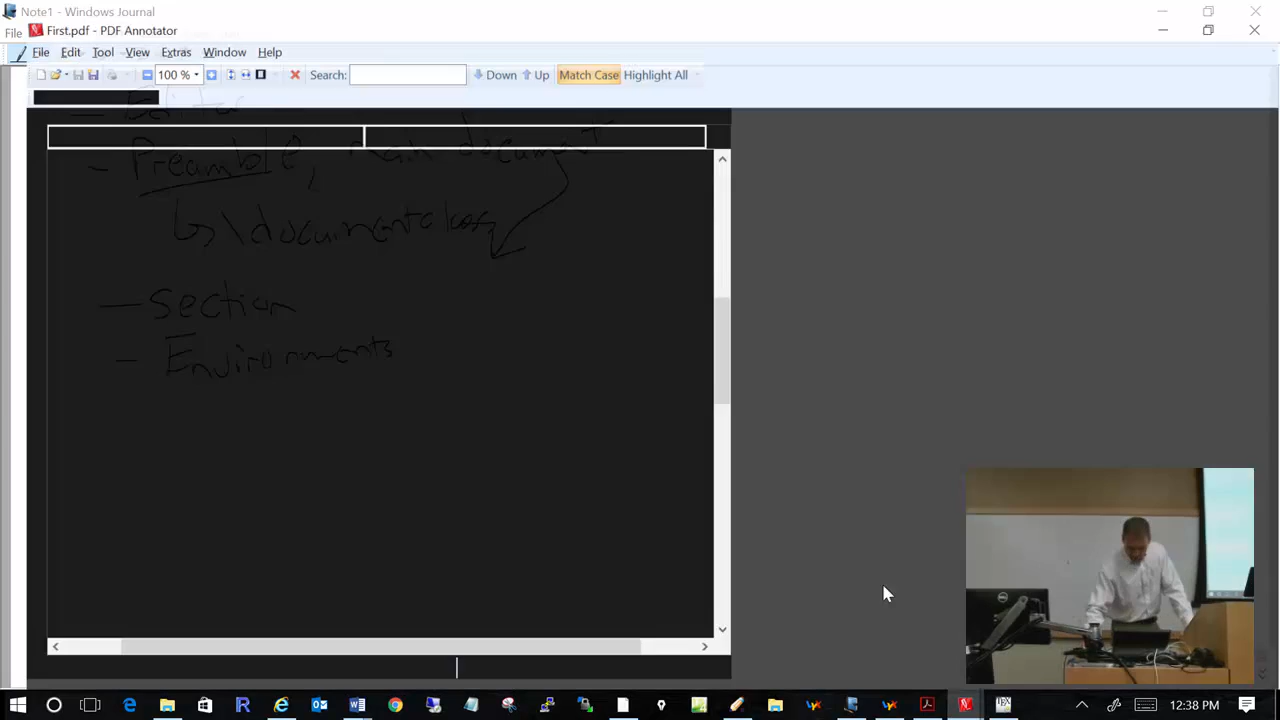 Note1 - Windows Journal
File First.pdf - PDF Annotator
File Edit Tool View Extras Window Help
100 % Search: Down Up Match Case Highlight All
- Editor
- Preamble, main document
\documentclass
- Section
- Environments
12:38 PM